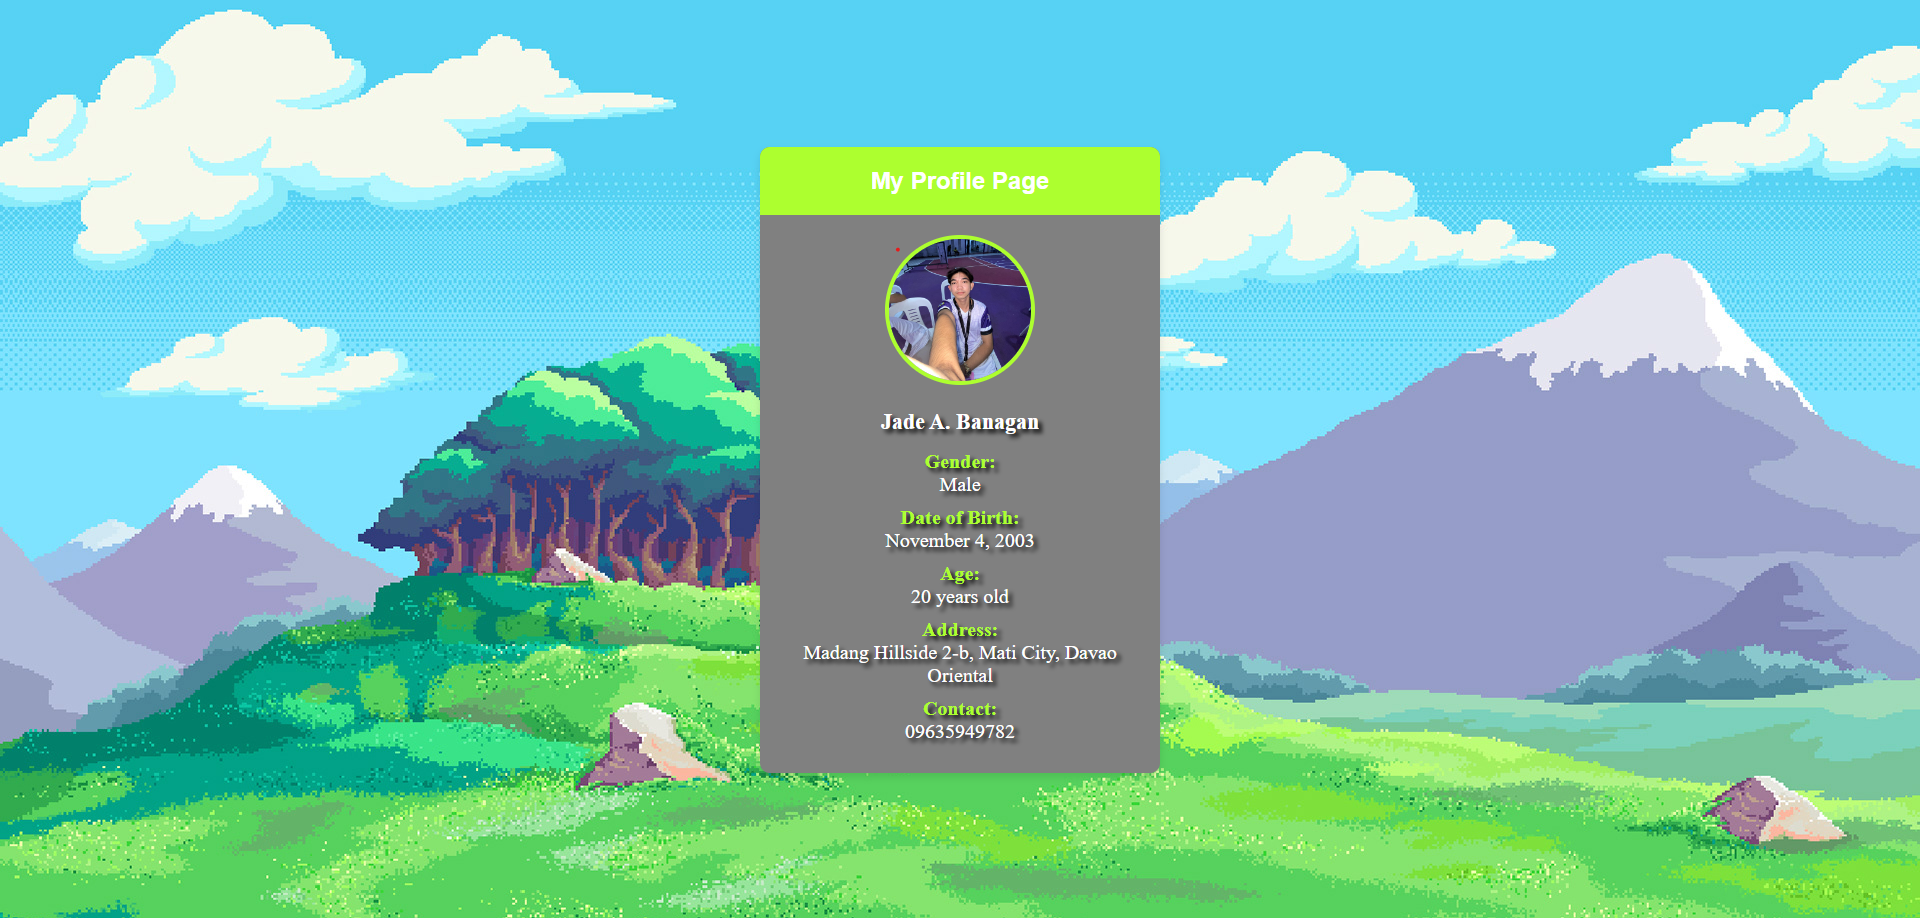 My Profile Page
Jade A. Banagan
Gender:
Male
Date of Birth:
November 4, 2003
Age:
20 years old
Address:
Madang Hillside 2-b, Mati City, Davao
Oriental
Contact:
09635949782